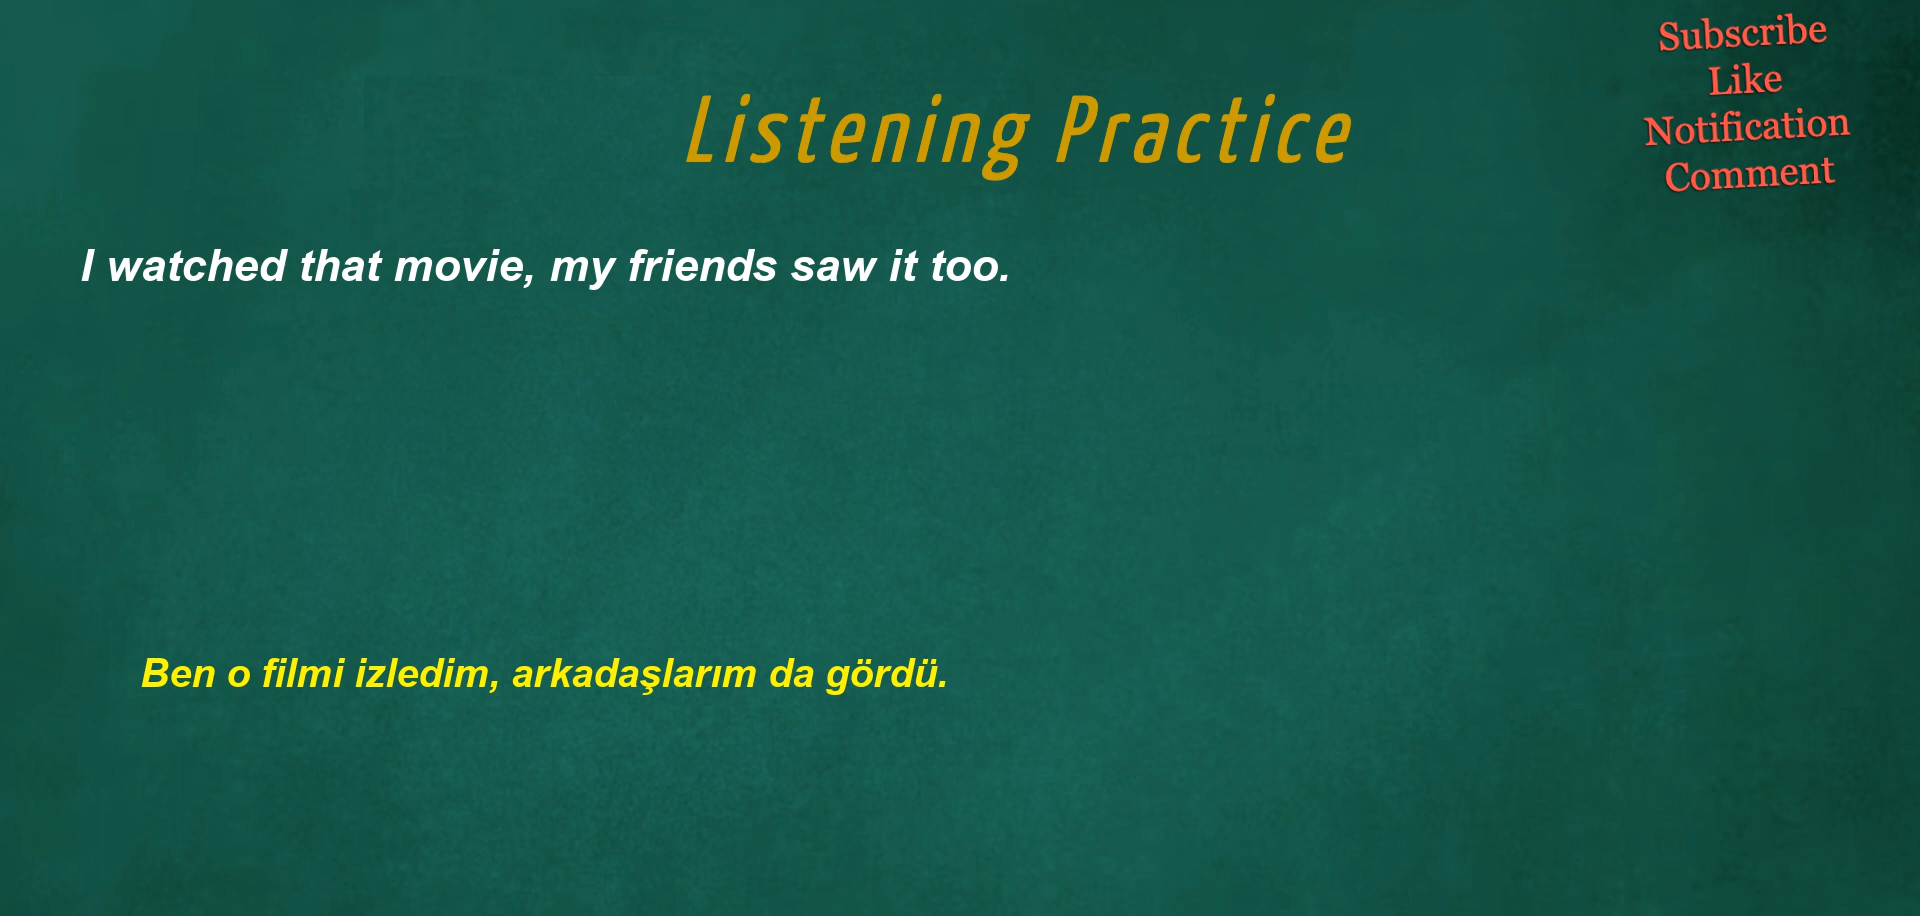 Subscribe
Like
Notification
Comment
Listening Practice
I watched that movie, my friends saw it too.
Ben o filmi izledim, arkadaşlarım da gördü.